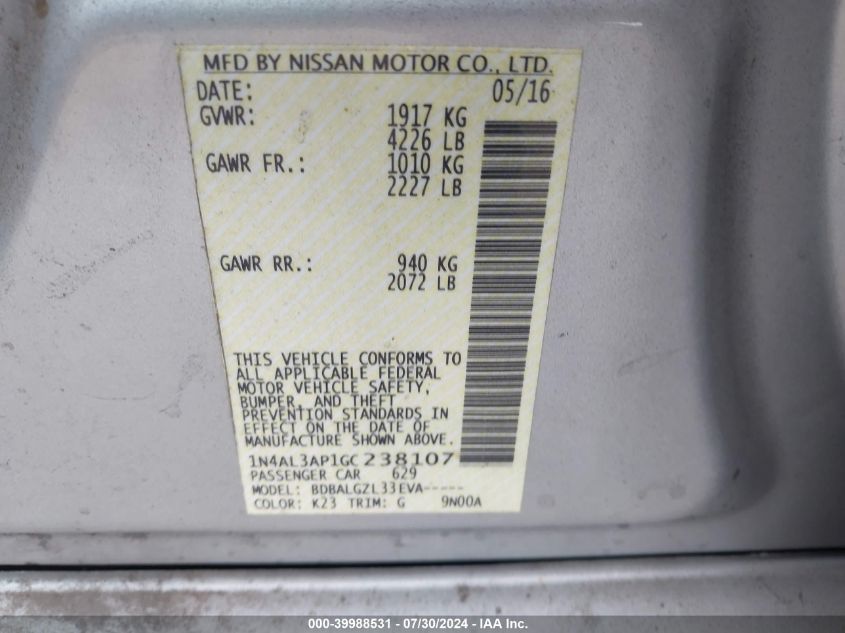 MFD BY NISSAN MOTOR CO., LTD.
DATE: 05/16
GVWR: 1917 KG
4226 LB
GAWR FR.: 1010 KG
2227 LB
GAWR RR.: 940 KG
2072 LB
THIS VEHICLE CONFORMS TO
ALL APPLICABLE FEDERAL
MOTOR VEHICLE SAFETY,
BUMPER, AND THEFT
PREVENTION STANDARDS IN
EFFECT ON THE DATE OF
MANUFACTURE SHOWN ABOVE.
1N4AL3AP1GC238107
PASSENGER CAR 629
MODEL: BDBALGZL33EVA-----
COLOR: K23 TRIM: G 9N00A
000-39988531 - 07/30/2024 - IAA Inc.